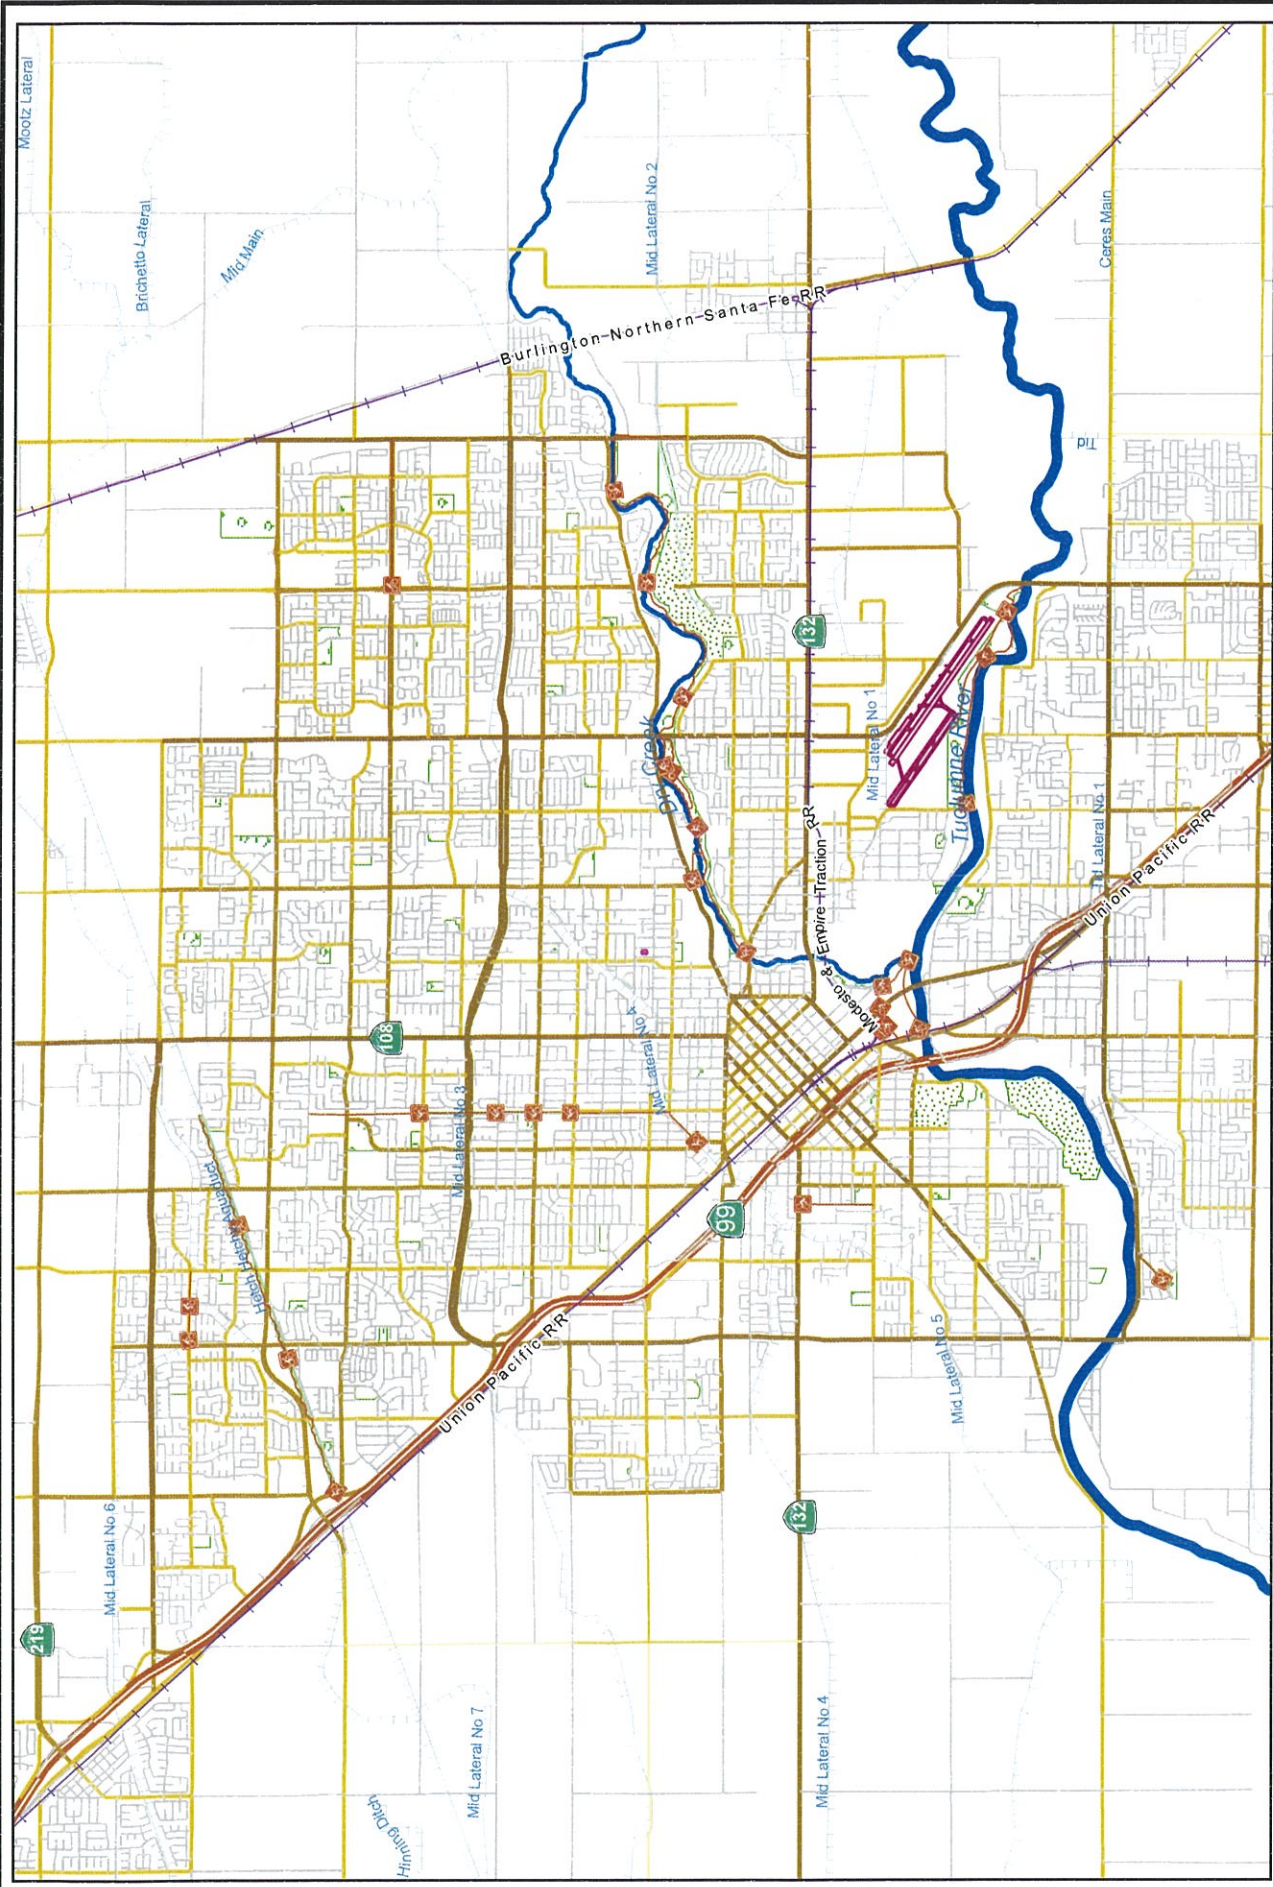 Mootz Lateral
Brichetto Lateral
Mid Main
Mid Lateral No 2
Ceres Main
Burlington Northern Santa Fe RR
Tid
132
Mid Lateral No 1
Dry Creek
Tuolumne River
Modesto & Empire Traction RR
Tid Lateral No 1
Union Pacific RR
108
Mid Lateral No 4
Mid Lateral No 3
Hetch Hetchy Aquaduct
99
Mid Lateral No 5
Union Pacific RR
132
Mid Lateral No 6
219
Mid Lateral No 7
Mid Lateral No 4
Hinning Ditch